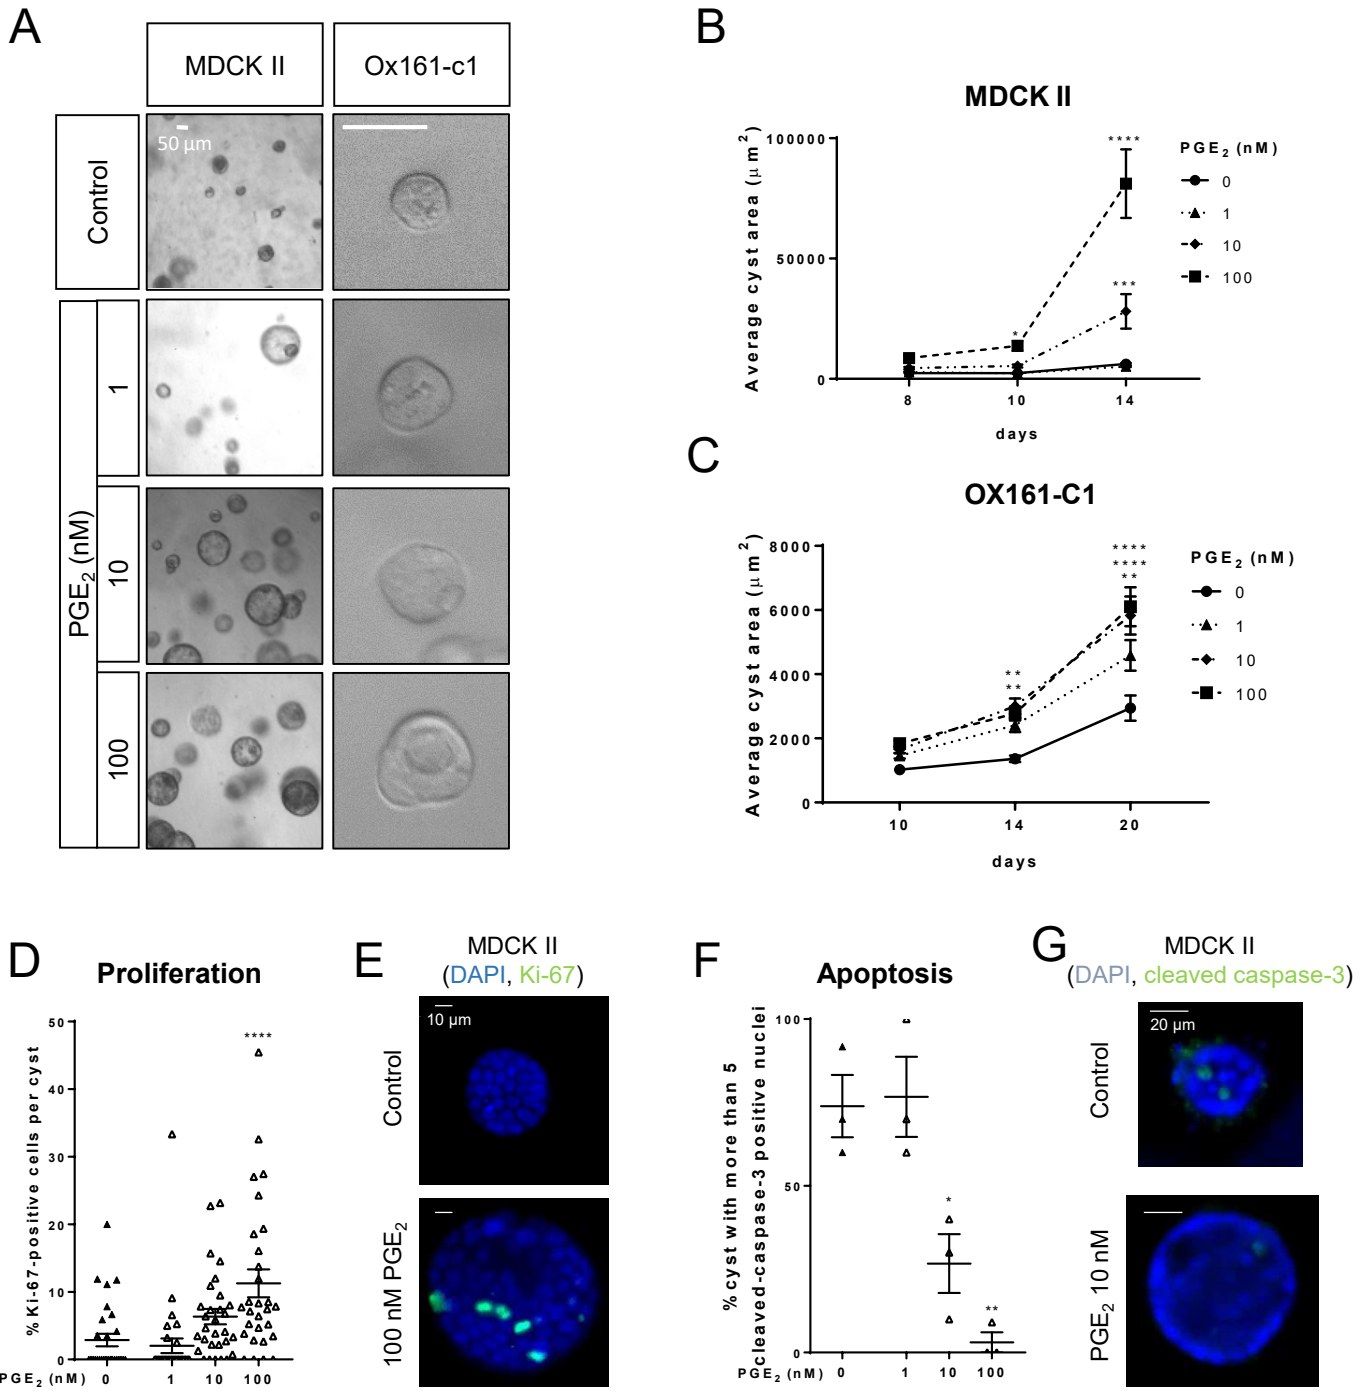 A
MDCK II
Ox161-c1
Control
50 µm
PGE2 (nM)
1
10
100
B
MDCK II
Average cyst area (µm2)
100000
50000
0
****
***
*
8
10
14
days
PGE2 (nM)
0
1
10
100
C
OX161-C1
Average cyst area (µm2)
8000
6000
4000
2000
0
****
****
**
**
**
10
14
20
days
PGE2 (nM)
0
1
10
100
D
Proliferation
% Ki-67-positive cells per cyst
50
40
30
20
10
0
****
PGE2 (nM)
0
1
10
100
E
MDCK II
(DAPI, Ki-67)
Control
10 µm
100 nM PGE2
F
Apoptosis
% cyst with more than 5
cleaved-caspase-3 positive nuclei
100
50
0
*
**
PGE2 (nM)
0
1
10
100
G
MDCK II
(DAPI, cleaved caspase-3)
Control
20 µm
PGE2 10 nM